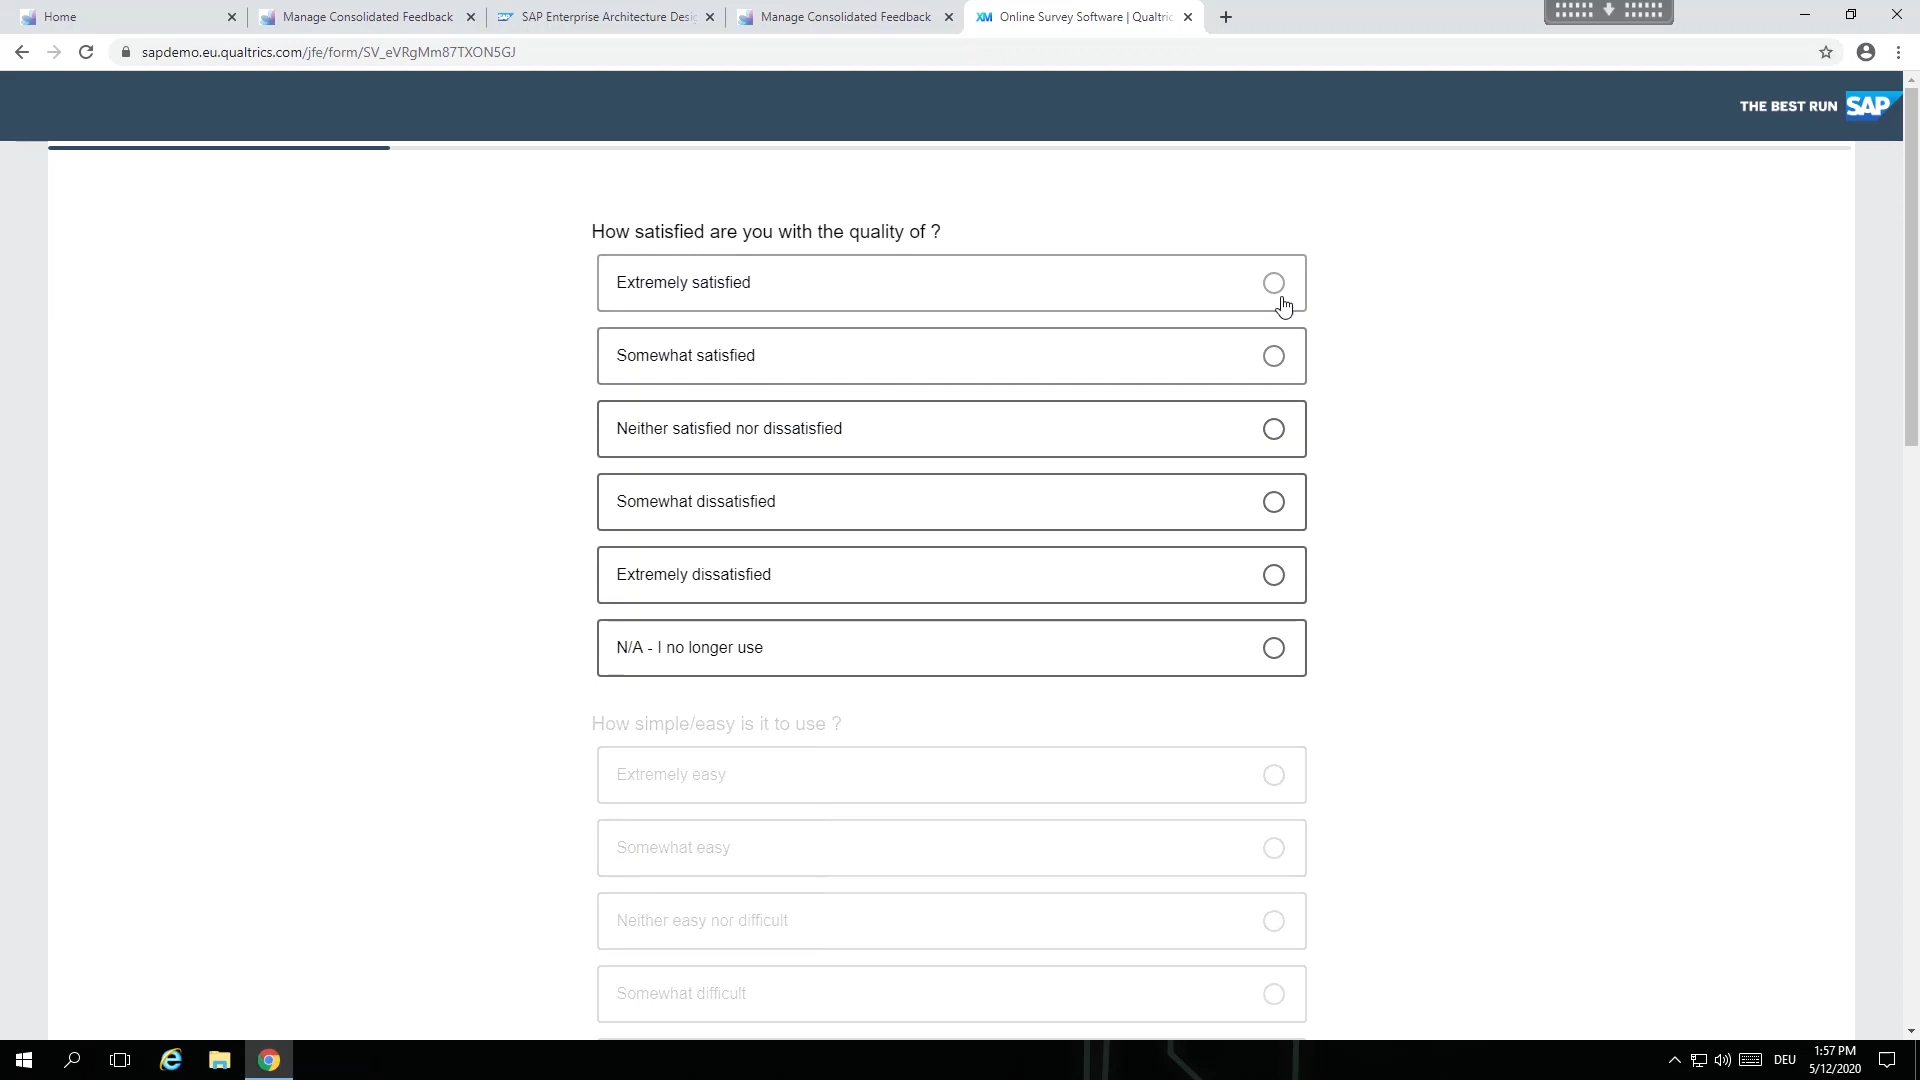 Home
Manage Consolidated Feedback
SAP Enterprise Architecture Desi
Manage Consolidated Feedback
XM Online Survey Software | Qualtric
sapdemo.eu.qualtrics.com/jfe/form/SV_eVRgMm87TXON5GJ
THE BEST RUN SAP
How satisfied are you with the quality of ?
Extremely satisfied
Somewhat satisfied
Neither satisfied nor dissatisfied
Somewhat dissatisfied
Extremely dissatisfied
N/A - I no longer use
How simple/easy is it to use ?
Extremely easy
Somewhat easy
Neither easy nor difficult
Somewhat difficult
DEU
1:57 PM
5/12/2020